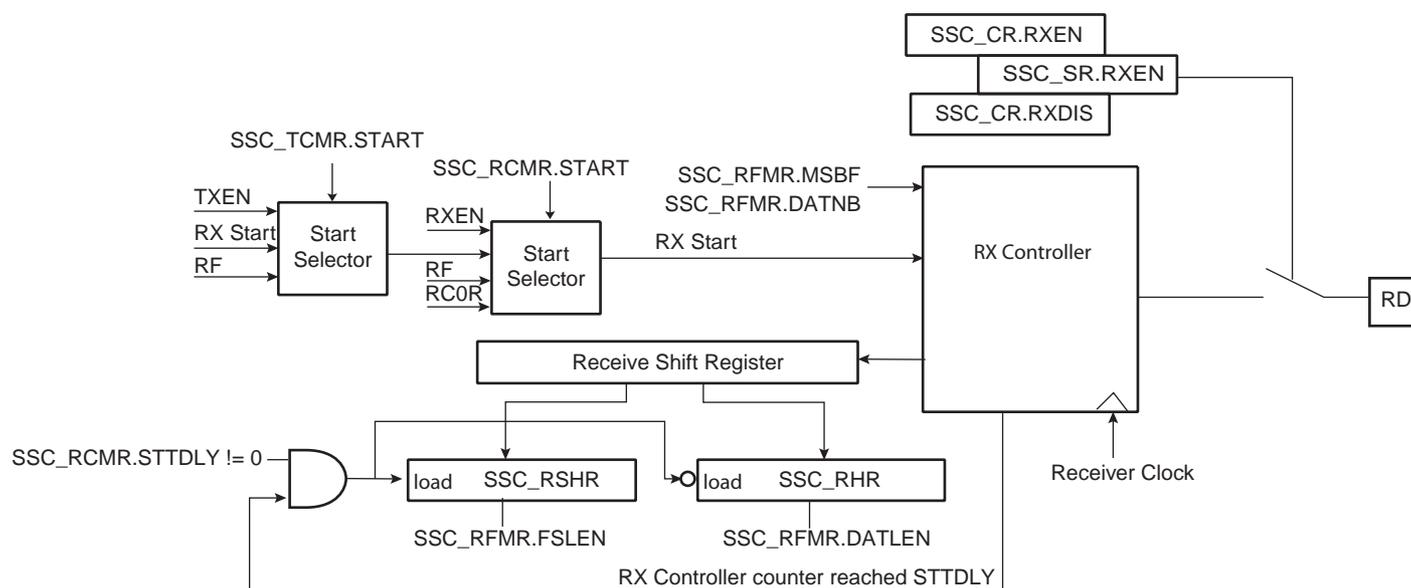 SSC_CR.RXEN
SSC_SR.RXEN
SSC_CR.RXDIS
SSC_TCMR.START
SSC_RCMR.START
SSC_RFMR.MSBF
SSC_RFMR.DATNB
TXEN
RX Start
RF
Start
Selector
RXEN
RF
RC0R
Start
Selector
RX Start
RX Controller
RD
Receive Shift Register
SSC_RCMR.STTDLY != 0
load
SSC_RSHR
load
SSC_RHR
Receiver Clock
SSC_RFMR.FSLEN
SSC_RFMR.DATLEN
RX Controller counter reached STTDLY